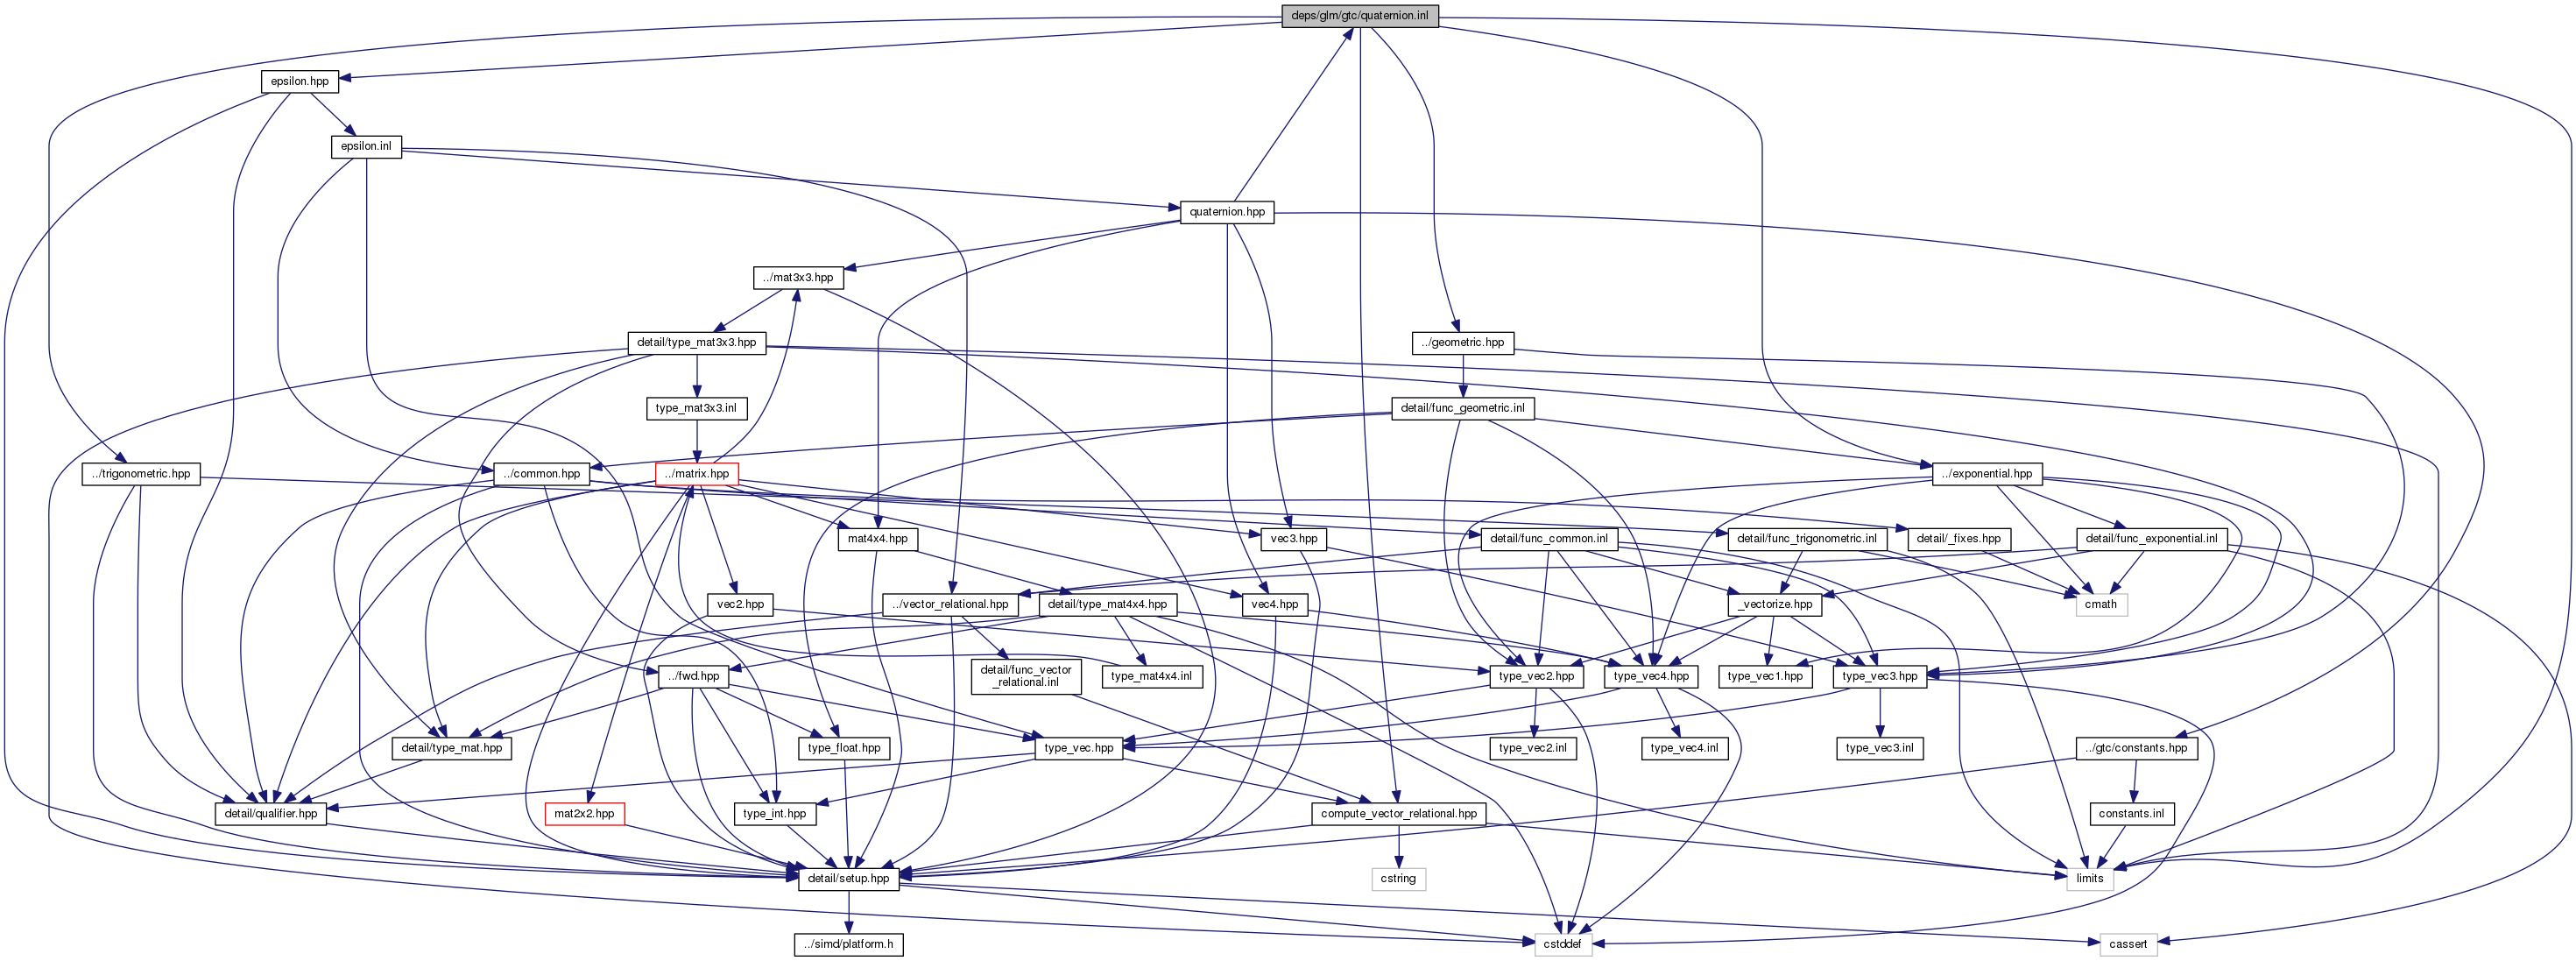 deps/glm/gtc/quaternion.inl
epsilon.hpp
epsilon.inl
quaternion.hpp
../mat3x3.hpp
detail/type_mat3x3.hpp
../geometric.hpp
type_mat3x3.inl
detail/func_geometric.inl
../trigonometric.hpp
../common.hpp
../matrix.hpp
../exponential.hpp
mat4x4.hpp
vec3.hpp
detail/func_common.inl
detail/func_trigonometric.inl
detail/_fixes.hpp
detail/func_exponential.inl
vec2.hpp
../vector_relational.hpp
detail/type_mat4x4.hpp
vec4.hpp
_vectorize.hpp
cmath
../fwd.hpp
detail/func_vector
_relational.inl
type_mat4x4.inl
type_vec2.hpp
type_vec4.hpp
type_vec1.hpp
type_vec3.hpp
detail/type_mat.hpp
type_float.hpp
type_vec.hpp
type_vec2.inl
type_vec4.inl
type_vec3.inl
../gtc/constants.hpp
detail/qualifier.hpp
mat2x2.hpp
type_int.hpp
compute_vector_relational.hpp
constants.inl
detail/setup.hpp
cstring
limits
../simd/platform.h
cstddef
cassert